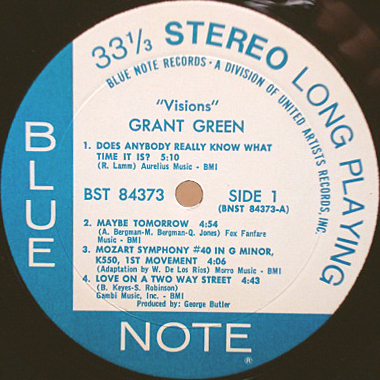 33⅓ STEREO LONG PLAYING
BLUE NOTE RECORDS • A DIVISION OF UNITED ARTISTS RECORDS, INC.
"Visions"
GRANT GREEN
1. DOES ANYBODY REALLY KNOW WHAT
TIME IT IS? 5:10
(R. Lamm) Aurelius Music - BMI
BST 84373 SIDE 1
(BNST 84373-A)
2. MAYBE TOMORROW 4:54
(A. Bergman-M. Bergman-Q. Jones) Fox Fanfare
Music - BMI
3. MOZART SYMPHONY #40 IN G MINOR,
K550, 1ST MOVEMENT 4:06
(Adaptation by W. De Los Rios) Morro Music - BMI
4. LOVE ON A TWO WAY STREET 4:43
(B. Keyes-S. Robinson)
Gambi Music, Inc. - BMI
Produced by: George Butler
BLUE
NOTE
®